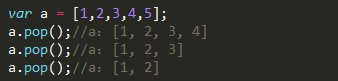 var a = [1,2,3,4,5];
a.pop();//a：[1, 2, 3, 4]
a.pop();//a：[1, 2, 3]
a.pop();//a：[1, 2]